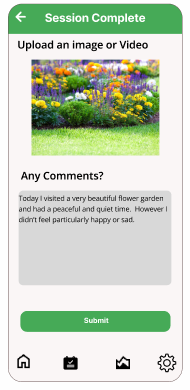 Session Complete
Upload an image or Video
Any Comments?
Today I visited a very beautiful flower garden
and had a peaceful and quiet time.  However I
didn't feel particularly happy or sad.
Submit